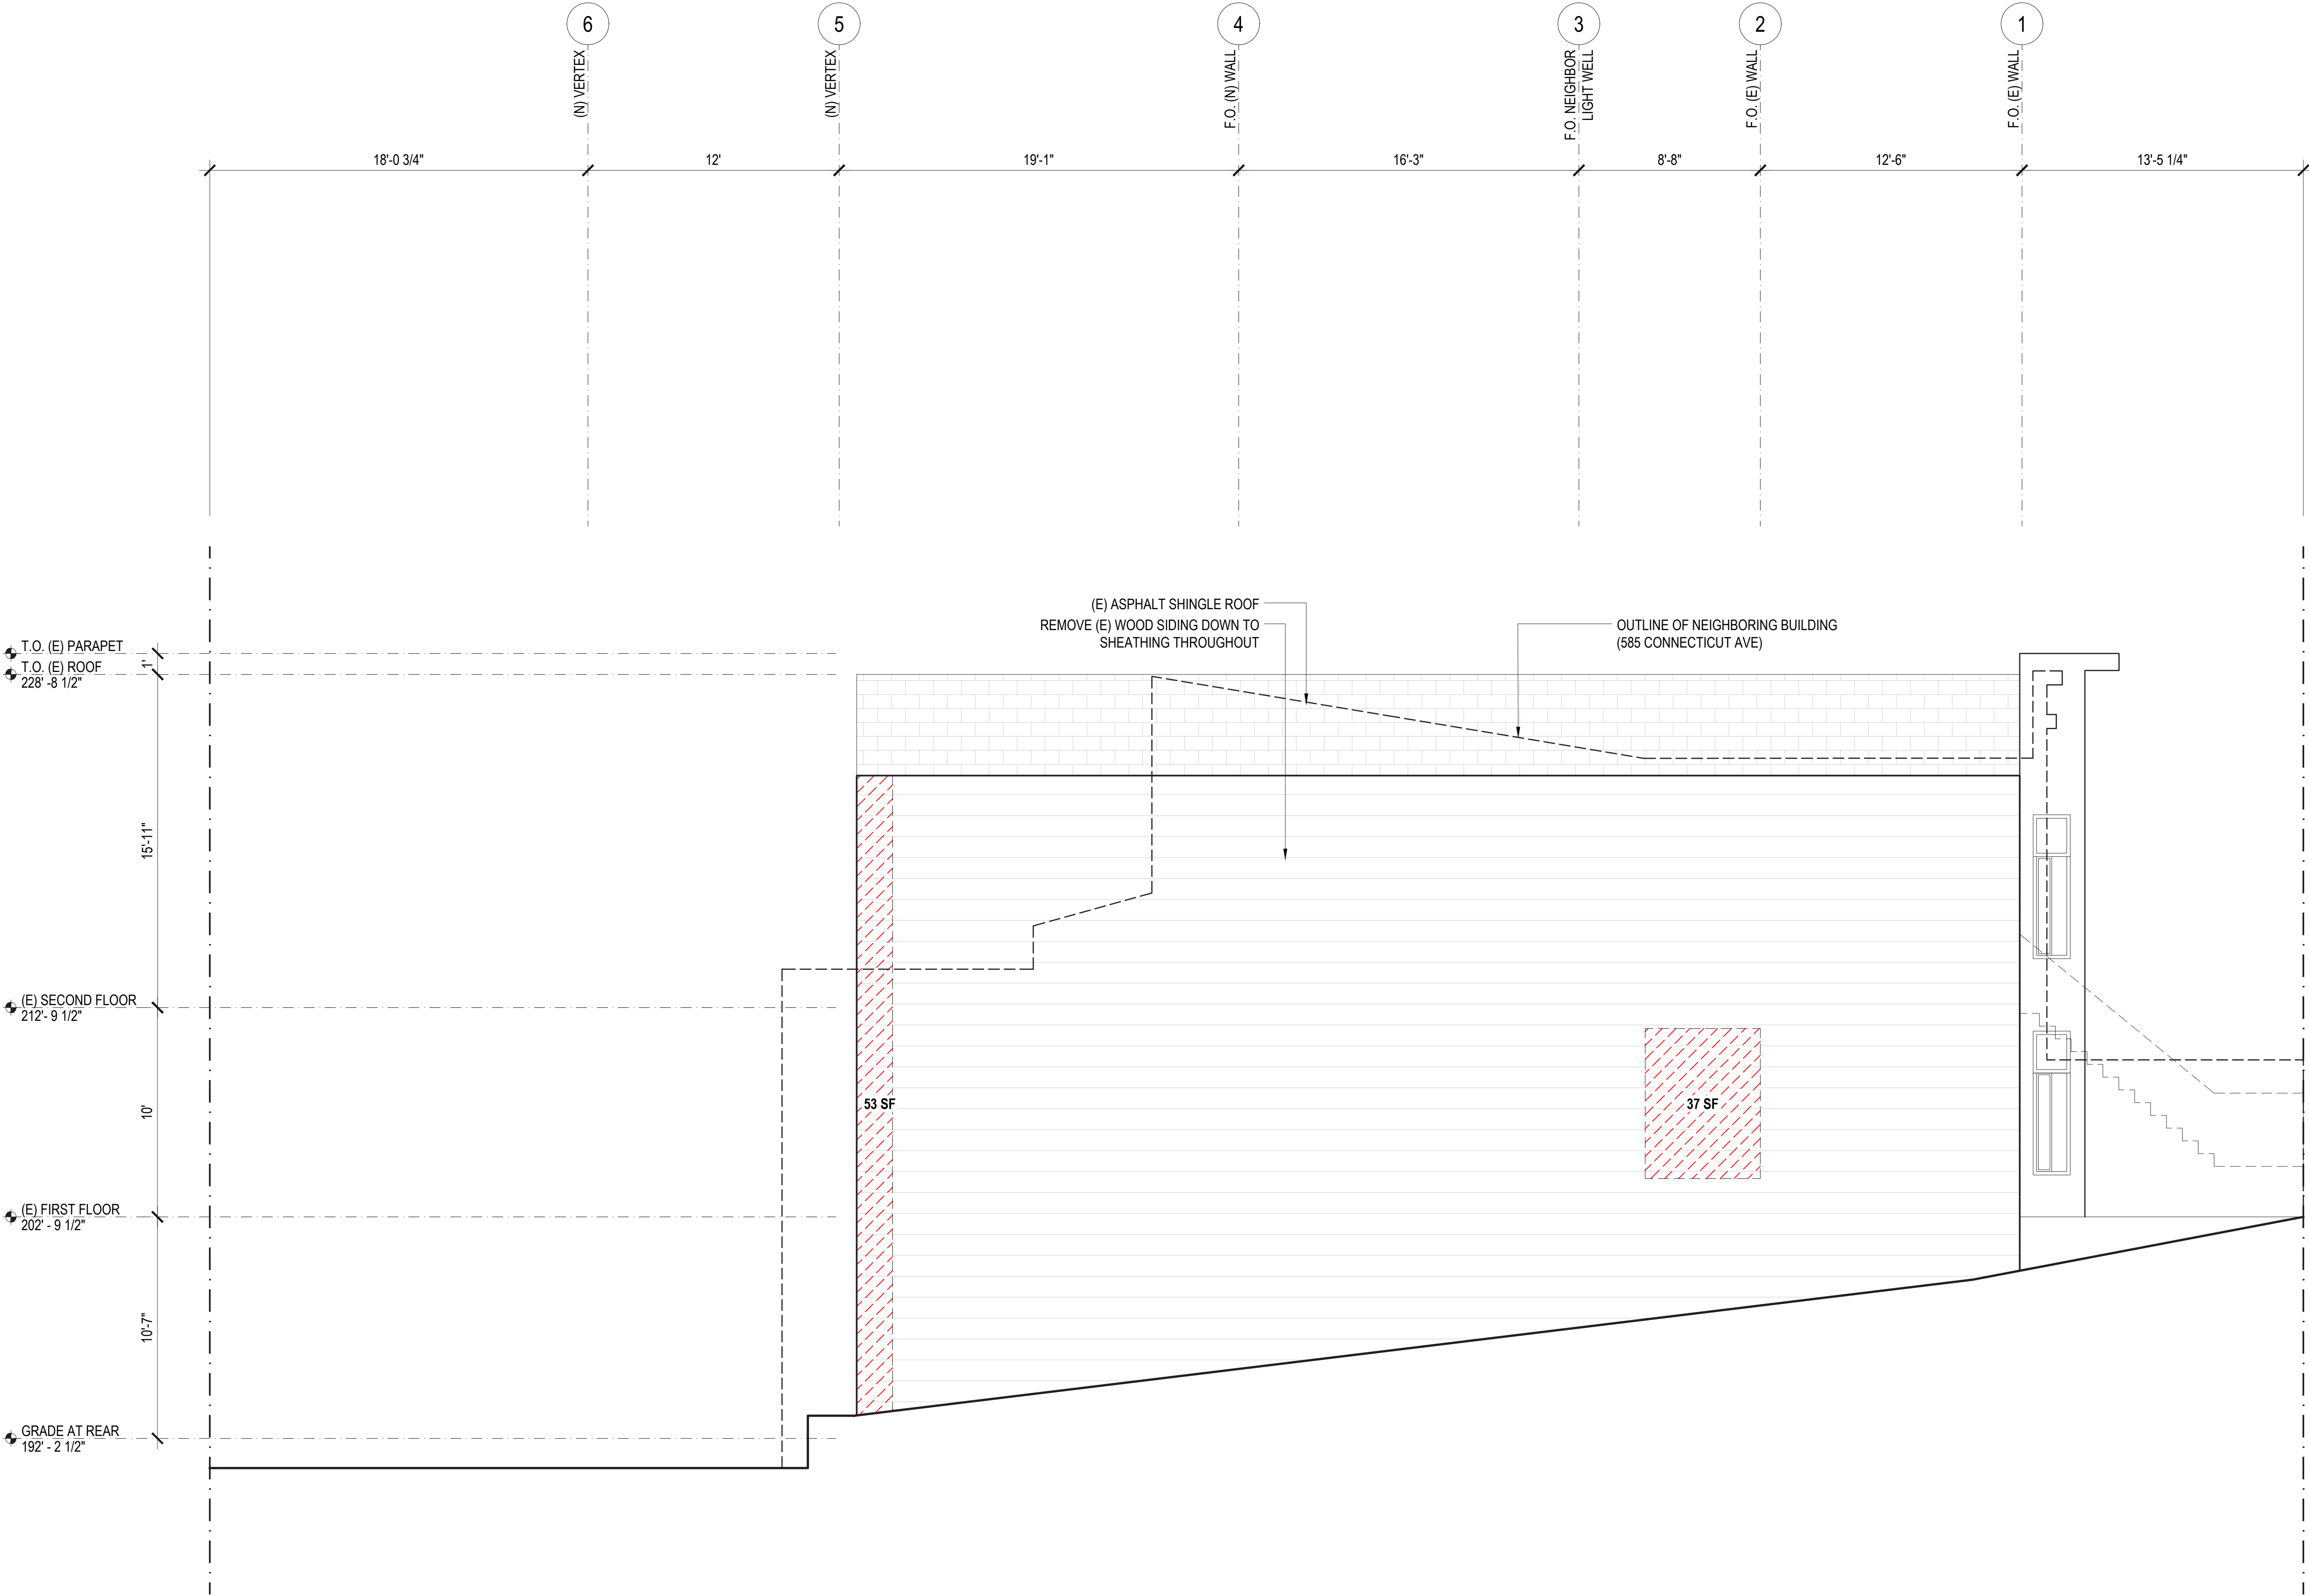 6
5
4
3
2
1
(N) VERTEX
(N) VERTEX
F.O. (N) WALL
F.O. NEIGHBOR
LIGHT WELL
F.O. (E) WALL
F.O. (E) WALL
18'-0 3/4"
12'
19'-1"
16'-3"
8'-8"
12'-6"
13'-5 1/4"
(E) ASPHALT SHINGLE ROOF
REMOVE (E) WOOD SIDING DOWN TO
SHEATHING THROUGHOUT
OUTLINE OF NEIGHBORING BUILDING
(585 CONNECTICUT AVE)
T.O. (E) PARAPET
1'
T.O. (E) ROOF
228' -8 1/2"
15'-11"
(E) SECOND FLOOR
212'- 9 1/2"
10'
53 SF
37 SF
(E) FIRST FLOOR
202' - 9 1/2"
10'-7"
GRADE AT REAR
192' - 2 1/2"